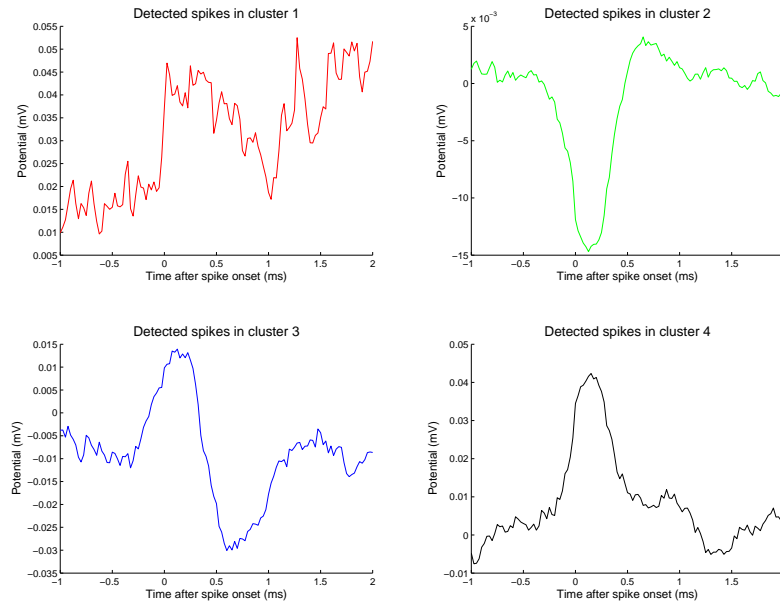 Detected spikes in cluster 1
0.055
0.05
0.045
0.04
0.035
0.03
0.025
0.02
0.015
0.01
0.005
Potential (mV)
−1 −0.5 0 0.5 1 1.5 2
Time after spike onset (ms)
Detected spikes in cluster 2
x 10−3
5
0
−5
−10
−15
Potential (mV)
−1 −0.5 0 0.5 1 1.5
Time after spike onset (ms)
Detected spikes in cluster 3
0.015
0.01
0.005
0
−0.005
−0.01
−0.015
−0.02
−0.025
−0.03
−0.035
Potential (mV)
−1 −0.5 0 0.5 1 1.5 2
Time after spike onset (ms)
Detected spikes in cluster 4
0.05
0.04
0.03
0.02
0.01
0
−0.01
Potential (mV)
−1 −0.5 0 0.5 1 1.5
Time after spike onset (ms)